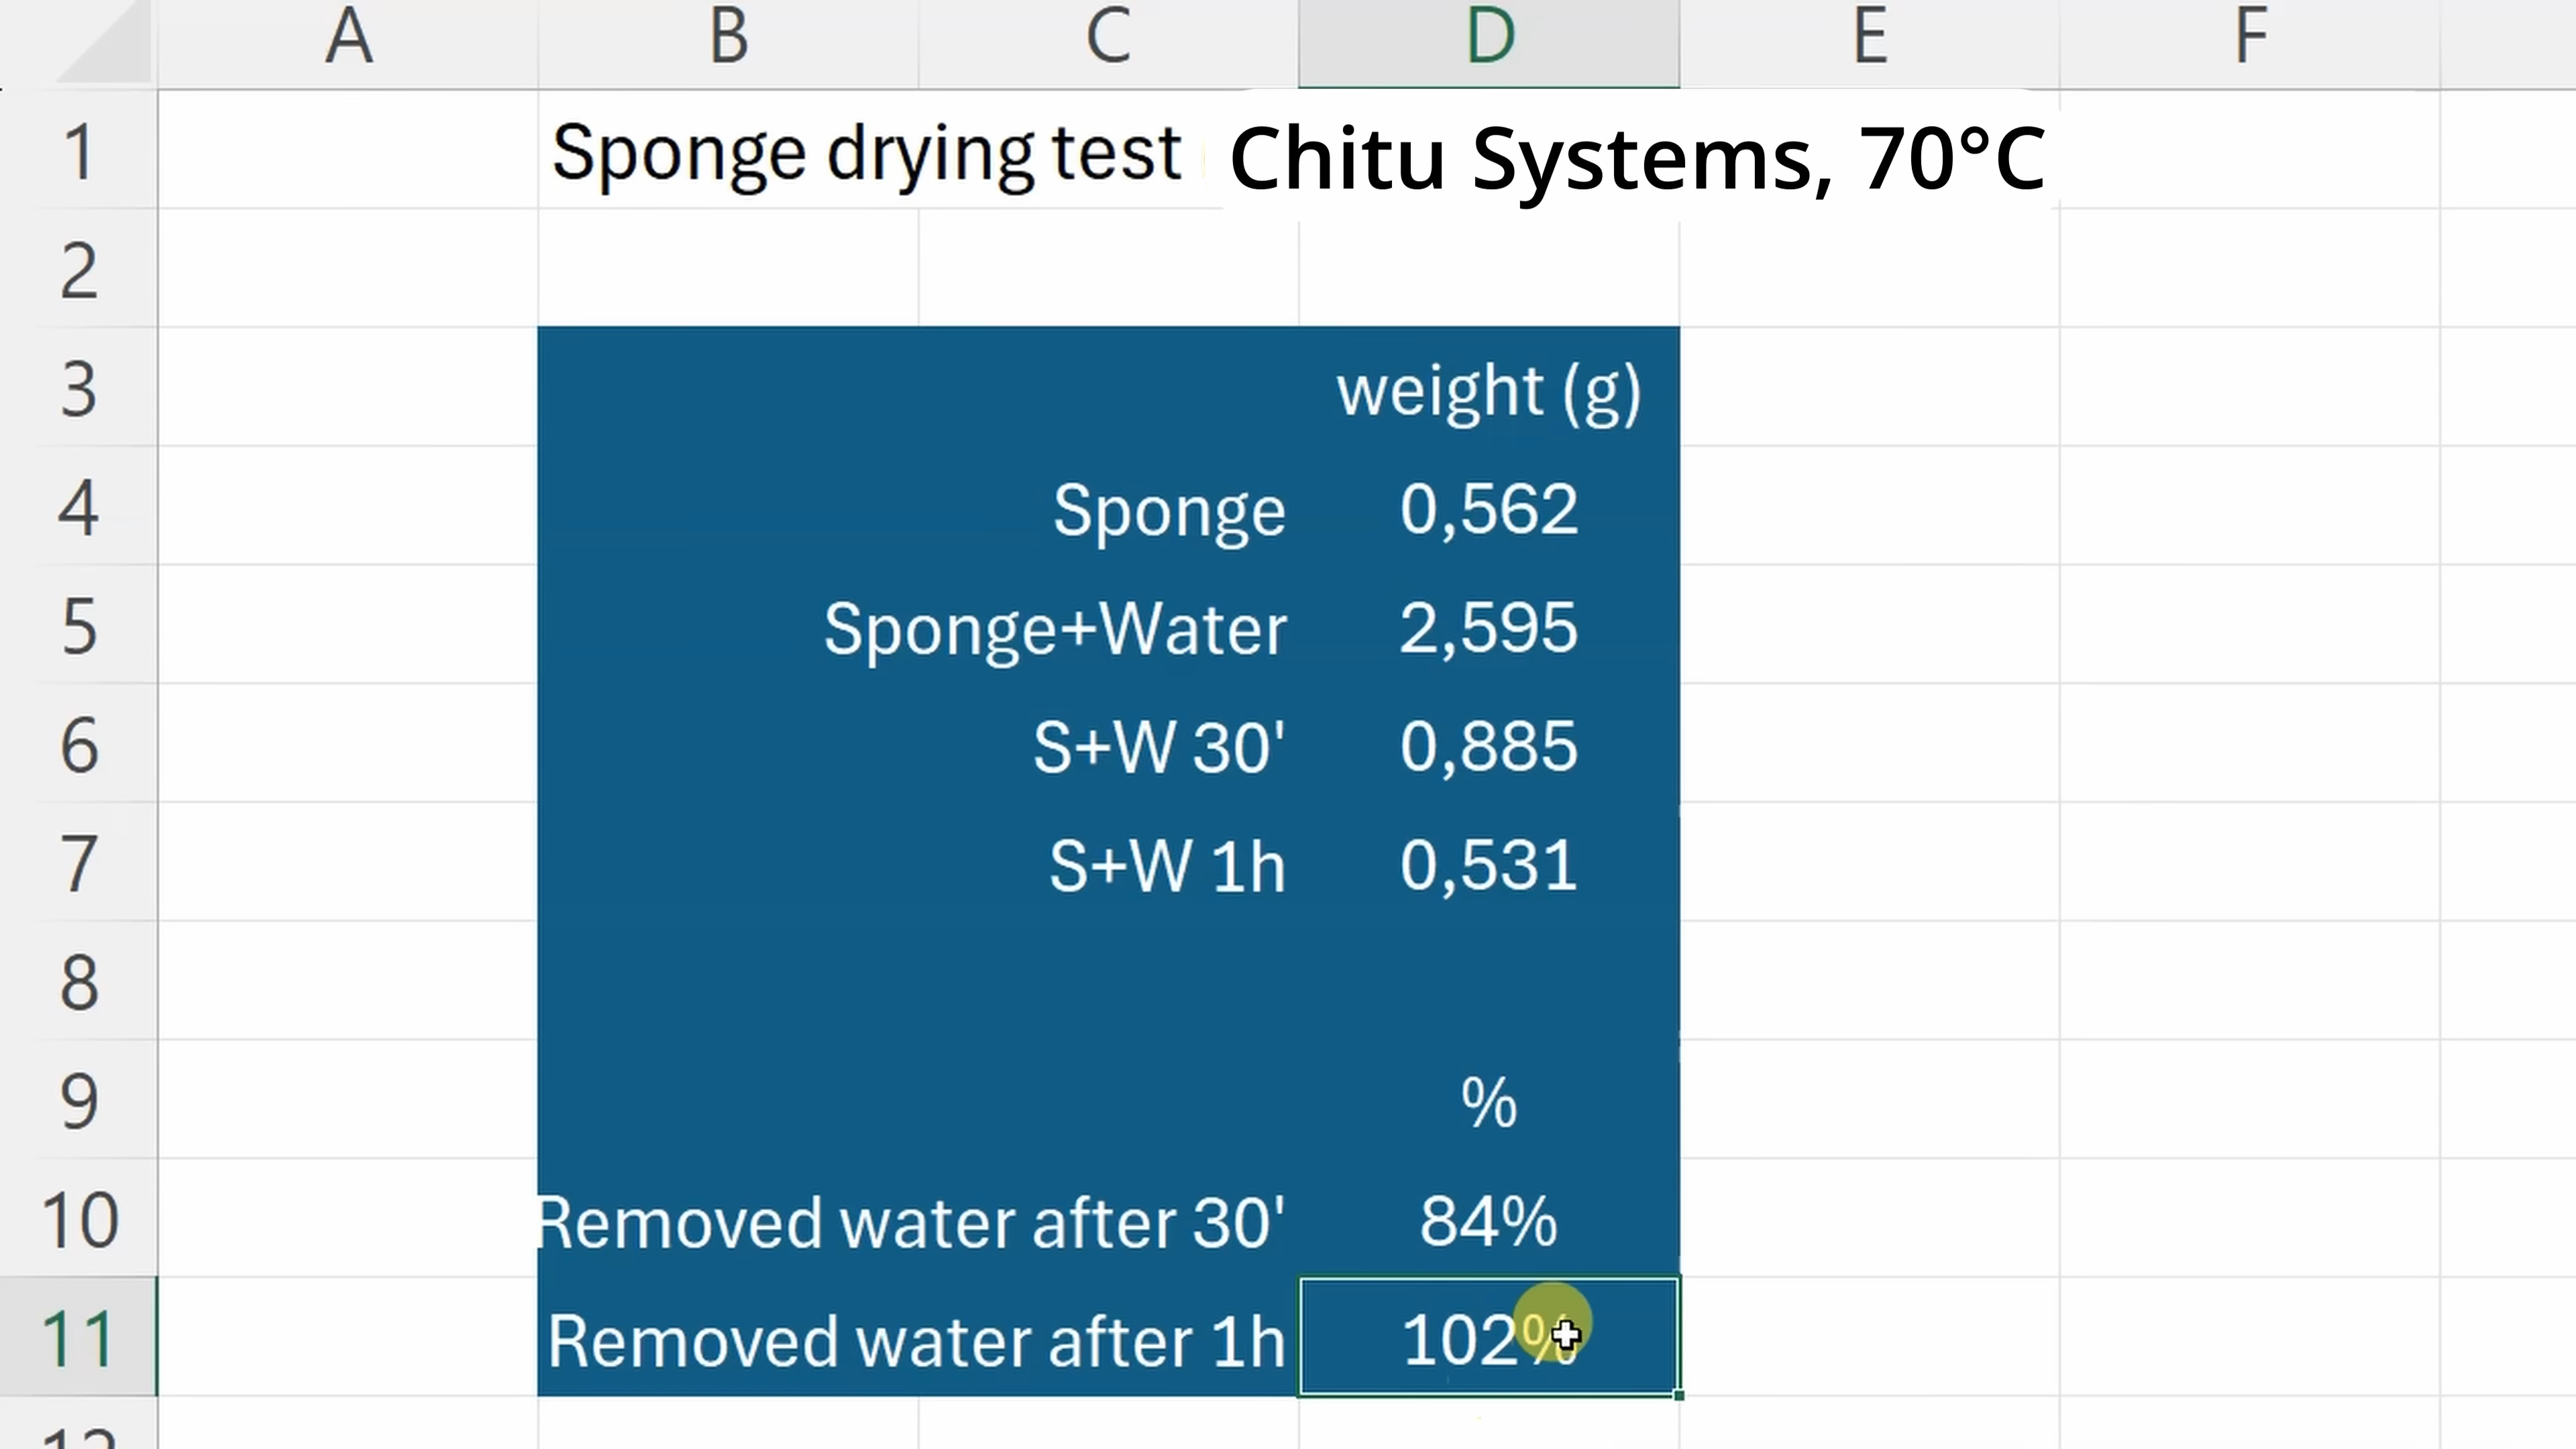 A B C D E F
1 Sponge drying test Chitu Systems, 70°C
2
3 weight (g)
4 Sponge 0,562
5 Sponge+Water 2,595
6 S+W 30' 0,885
7 S+W 1h 0,531
8
9 %
10 Removed water after 30' 84%
11 Removed water after 1h 102%
12